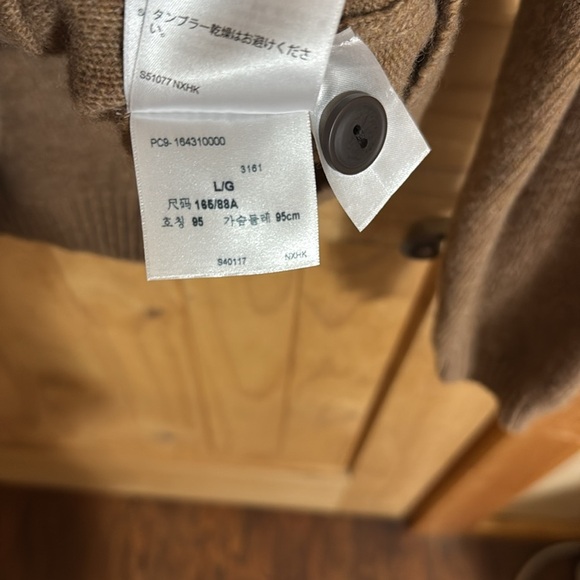 タンブラー乾燥はお避けくださ
い。
S51077 NXHK
PC9- 164310000
3161
L/G
尺码 165/88A
호칭 95 가슴둘레 95cm
S40117 NXHK